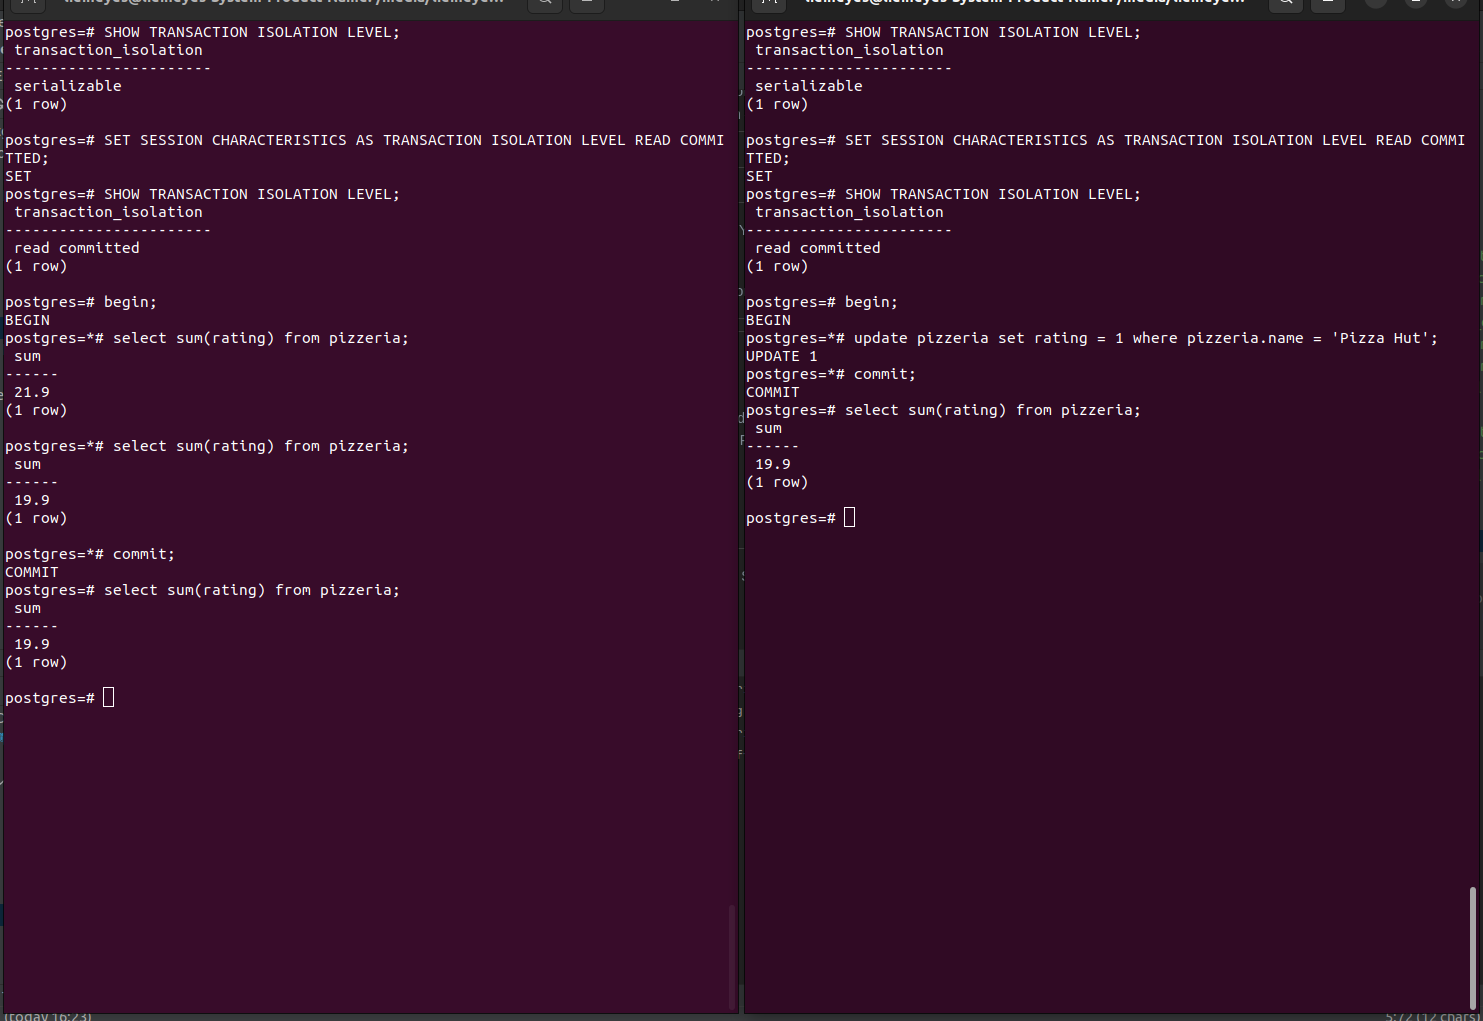 postgres=# SHOW TRANSACTION ISOLATION LEVEL;
 transaction_isolation
-----------------------
 serializable
(1 row)

postgres=# SET SESSION CHARACTERISTICS AS TRANSACTION ISOLATION LEVEL READ COMMI
TTED;
SET
postgres=# SHOW TRANSACTION ISOLATION LEVEL;
 transaction_isolation
-----------------------
 read committed
(1 row)

postgres=# begin;
BEGIN
postgres=*# select sum(rating) from pizzeria;
 sum
------
 21.9
(1 row)

postgres=*# select sum(rating) from pizzeria;
 sum
------
 19.9
(1 row)

postgres=*# commit;
COMMIT
postgres=# select sum(rating) from pizzeria;
 sum
------
 19.9
(1 row)

postgres=#
postgres=# SHOW TRANSACTION ISOLATION LEVEL;
 transaction_isolation
-----------------------
 serializable
(1 row)

postgres=# SET SESSION CHARACTERISTICS AS TRANSACTION ISOLATION LEVEL READ COMMI
TTED;
SET
postgres=# SHOW TRANSACTION ISOLATION LEVEL;
 transaction_isolation
-----------------------
 read committed
(1 row)

postgres=# begin;
BEGIN
postgres=*# update pizzeria set rating = 1 where pizzeria.name = 'Pizza Hut';
UPDATE 1
postgres=*# commit;
COMMIT
postgres=# select sum(rating) from pizzeria;
 sum
------
 19.9
(1 row)

postgres=#
(today 16:23)
5:72 (12 chars)